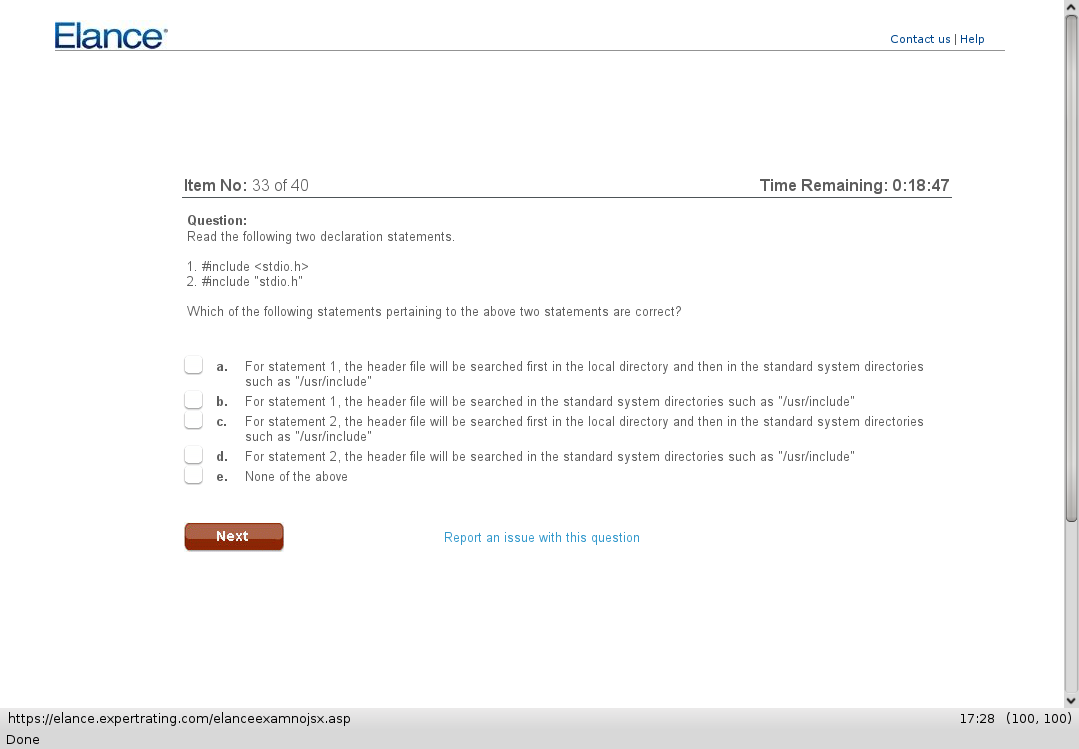 Elance
Contact us | Help
Item No: 33 of 40
Time Remaining: 0:18:47
Question:
Read the following two declaration statements.
1. #include <stdio.h>
2. #include "stdio.h"
Which of the following statements pertaining to the above two statements are correct?
a. For statement 1, the header file will be searched first in the local directory and then in the standard system directories
such as "/usr/include"
b. For statement 1, the header file will be searched in the standard system directories such as "/usr/include"
c. For statement 2, the header file will be searched first in the local directory and then in the standard system directories
such as "/usr/include"
d. For statement 2, the header file will be searched in the standard system directories such as "/usr/include"
e. None of the above
Next
Report an issue with this question
https://elance.expertrating.com/elanceexamnojsx.asp
17:28 (100, 100)
Done